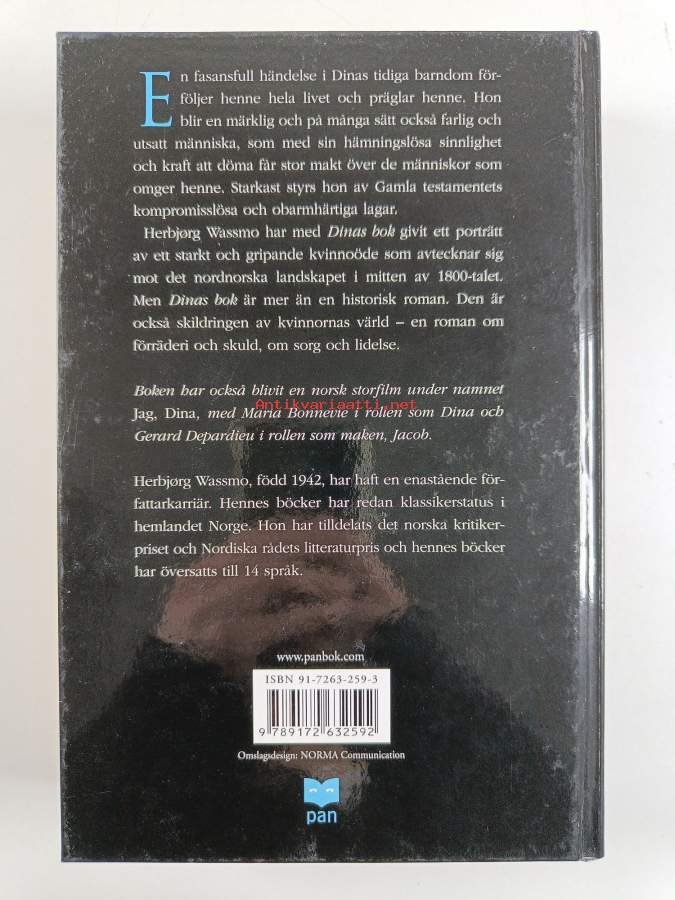 En fasansfull händelse i Dinas tidiga barndom för-
följer henne hela livet och präglar henne. Hon
blir en märklig och på många sätt också farlig och
utsatt människa, som med sin hämningslösa sinnlighet
och kraft att döma får stor makt över de människor som
omger henne. Starkast styrs hon av Gamla testamentets
kompromisslösa och obarmhärtiga lagar.
Herbjørg Wassmo har med Dinas bok givit ett porträtt
av ett starkt och gripande kvinnoöde som avtecknar sig
mot det nordnorska landskapet i mitten av 1800-talet.
Men Dinas bok är mer än en historisk roman. Den är
också skildringen av kvinnornas värld – en roman om
förräderi och skuld, om sorg och lidelse.
Boken har också blivit en norsk storfilm under namnet
Antikvariaatti.net
Jag, Dina, med Maria Bonnevie i rollen som Dina och
Gerard Depardieu i rollen som maken, Jacob.
Herbjørg Wassmo, född 1942, har haft en enastående för-
fattarkarriär. Hennes böcker har redan klassikerstatus i
hemlandet Norge. Hon har tilldelats det norska kritiker-
priset och Nordiska rådets litteraturpris och hennes böcker
har översatts till 14 språk.
www.panbok.com
ISBN 91-7263-259-3
9 789172 632592
Omslagsdesign: NORMA Communication
pan